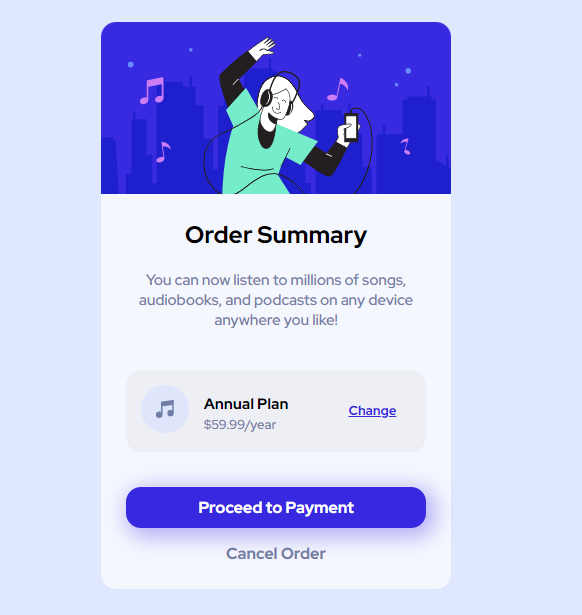 Order Summary
You can now listen to millions of songs,
audiobooks, and podcasts on any device
anywhere you like!
Annual Plan
$59.99/year
Change
Proceed to Payment
Cancel Order